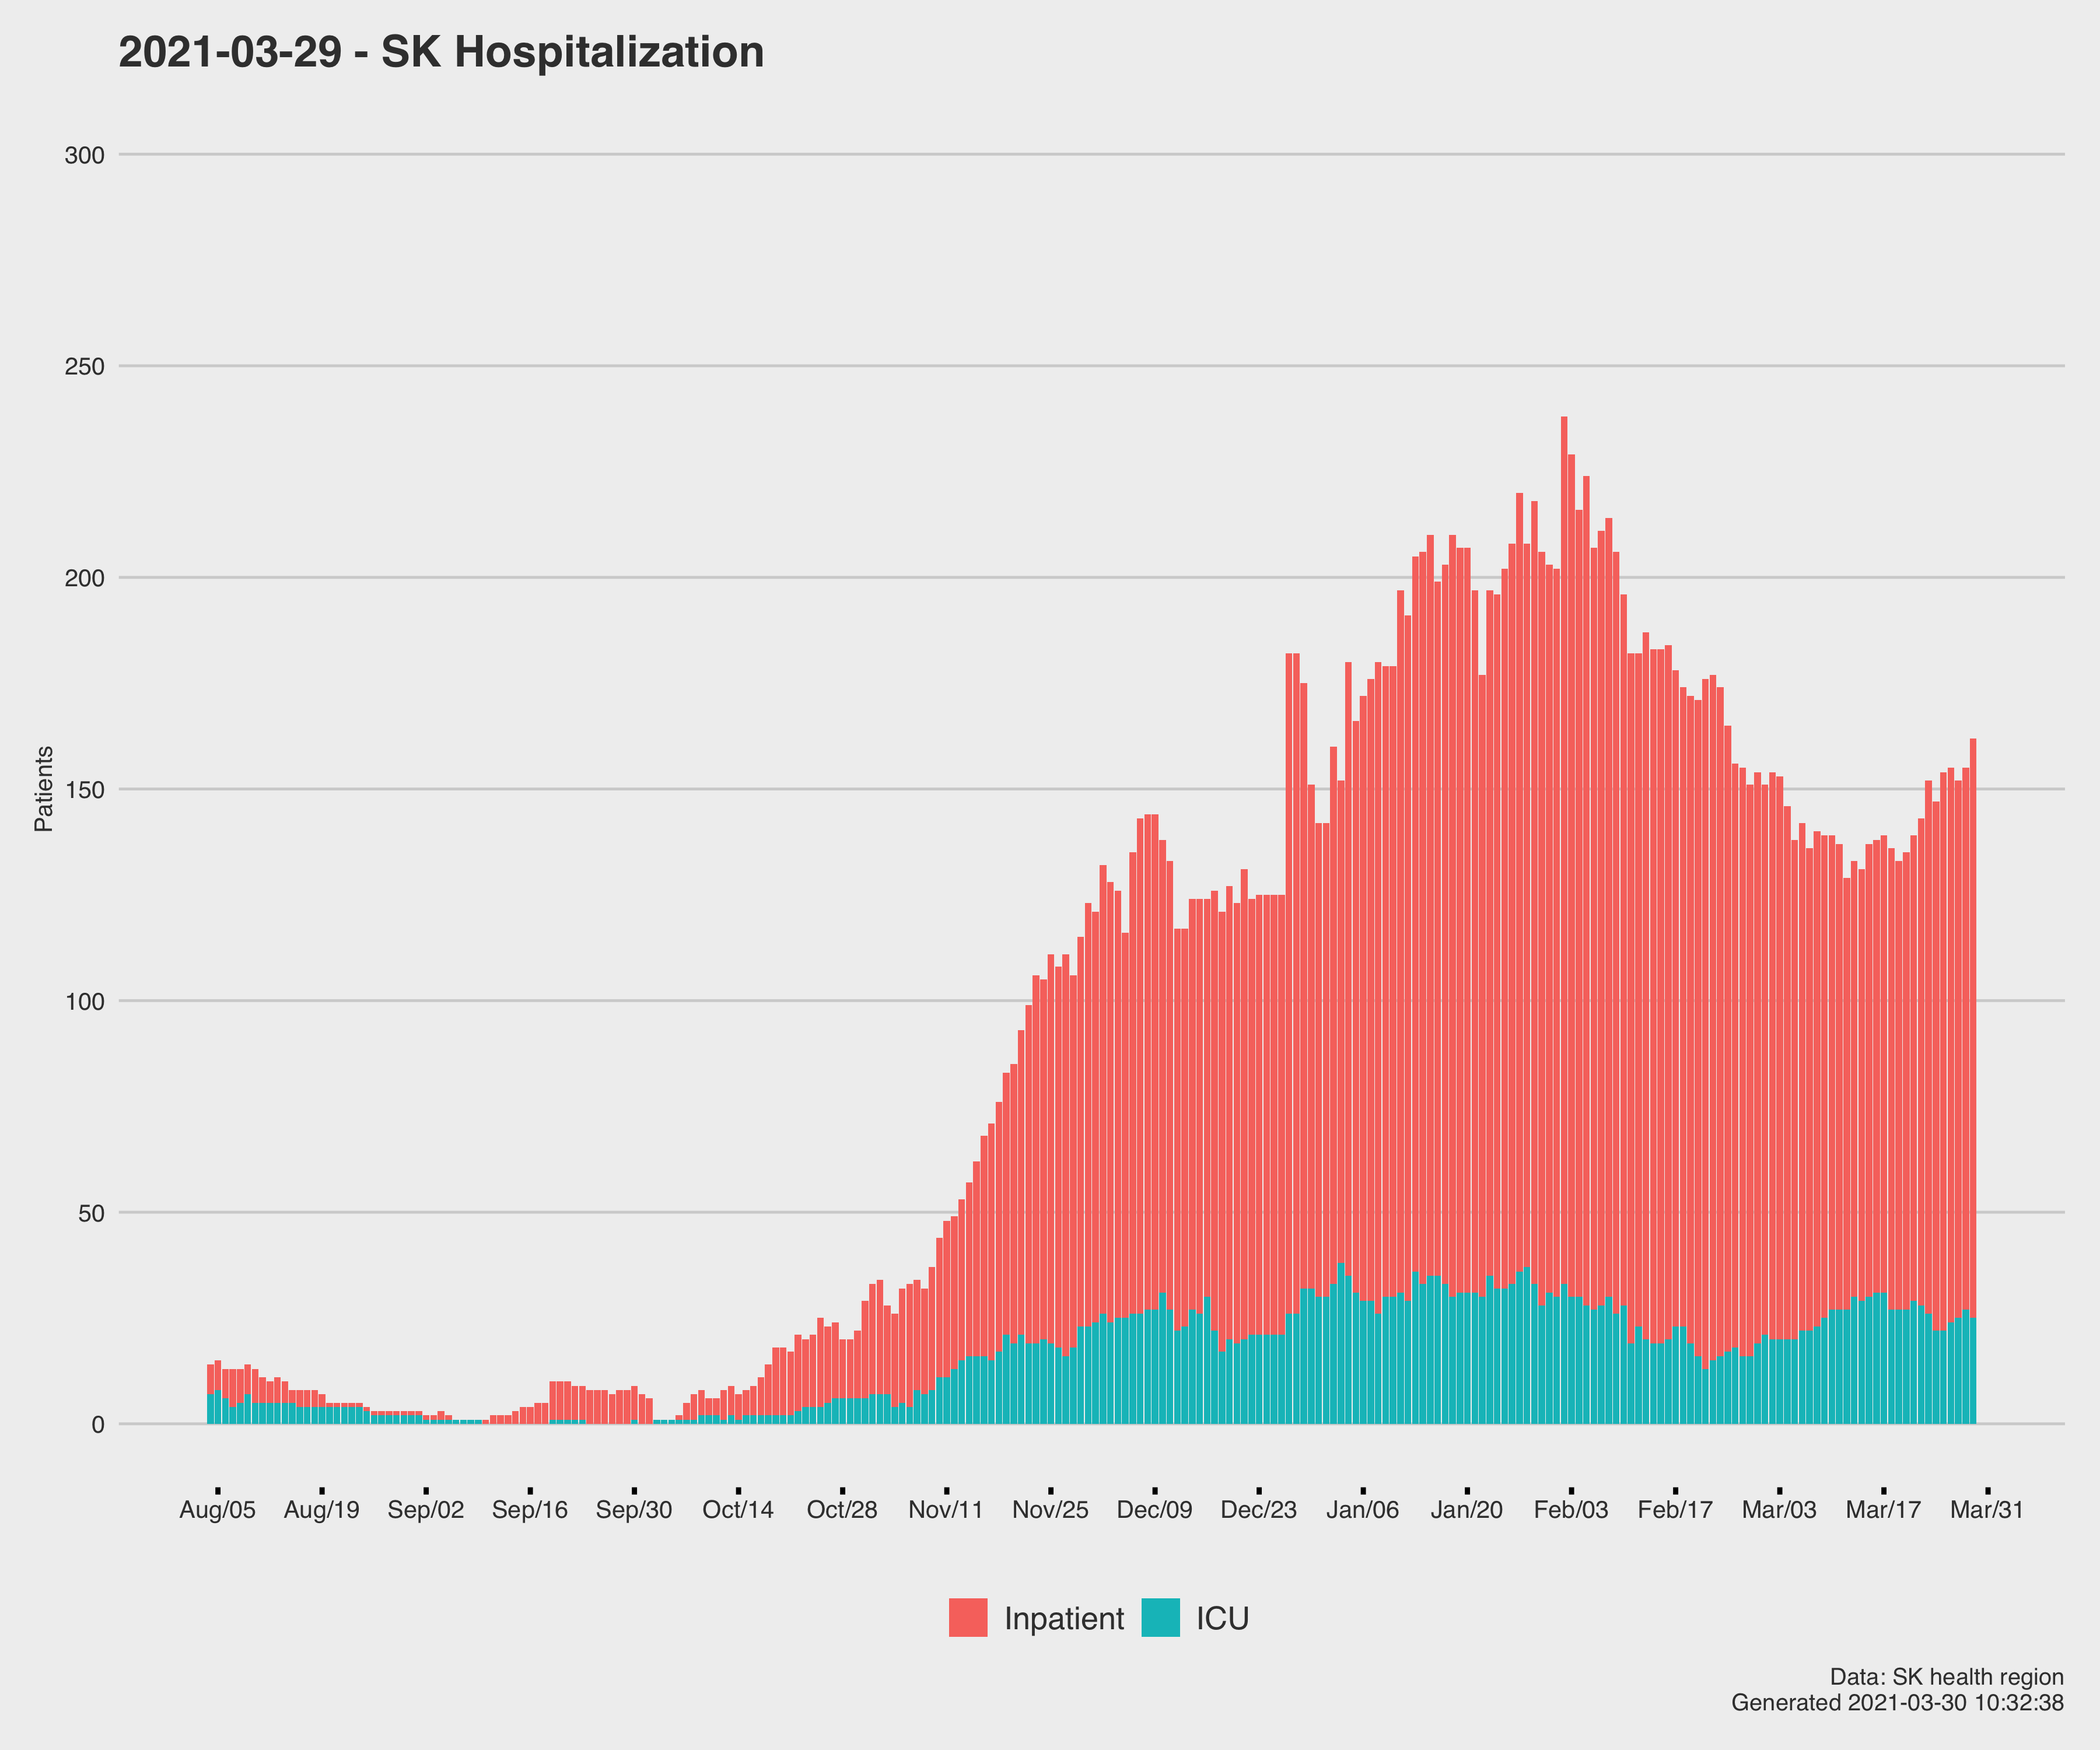 2021-03-29 - SK Hospitalization
300
250
200
150
100
50
0
Patients
Aug/05 Aug/19 Sep/02 Sep/16 Sep/30 Oct/14 Oct/28 Nov/11 Nov/25 Dec/09 Dec/23 Jan/06 Jan/20 Feb/03 Feb/17 Mar/03 Mar/17 Mar/31
Inpatient ICU
Data: SK health region
Generated 2021-03-30 10:32:38